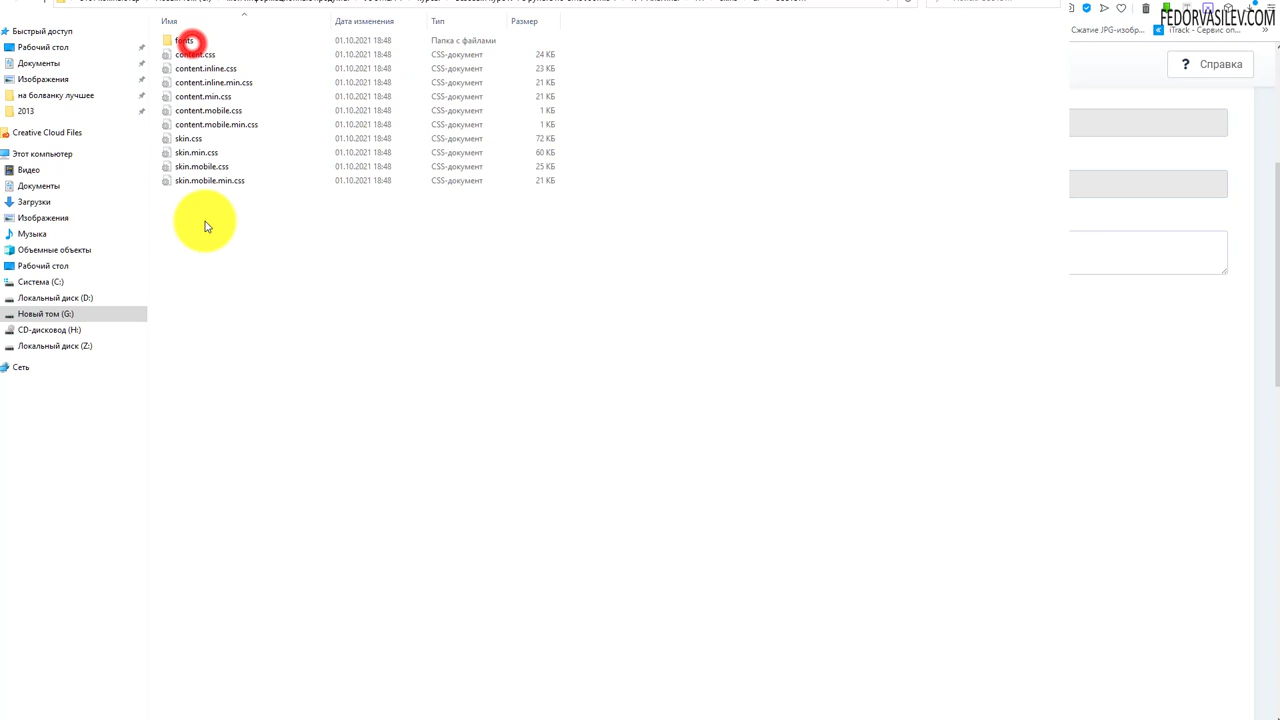 FEDORVASILEV.COM
Имя
Дата изменения
Тип
Размер
Сжатие JPG-изобр...
iTrack - Сервис оп...
Справка
Быстрый доступ
Рабочий стол
Документы
Изображения
на болванку лучшее
2013
Creative Cloud Files
Этот компьютер
Видео
Документы
Загрузки
Изображения
Музыка
Объемные объекты
Рабочий стол
Система (C:)
Локальный диск (D:)
Новый том (G:)
CD-дисковод (H:)
Локальный диск (Z:)
Сеть
fonts 01.10.2021 18:48 Папка с файлами
content.css 01.10.2021 18:48 CSS-документ 24 КБ
content.inline.css 01.10.2021 18:48 CSS-документ 23 КБ
content.inline.min.css 01.10.2021 18:48 CSS-документ 21 КБ
content.min.css 01.10.2021 18:48 CSS-документ 21 КБ
content.mobile.css 01.10.2021 18:48 CSS-документ 1 КБ
content.mobile.min.css 01.10.2021 18:48 CSS-документ 1 КБ
skin.css 01.10.2021 18:48 CSS-документ 72 КБ
skin.min.css 01.10.2021 18:48 CSS-документ 60 КБ
skin.mobile.css 01.10.2021 18:48 CSS-документ 25 КБ
skin.mobile.min.css 01.10.2021 18:48 CSS-документ 21 КБ